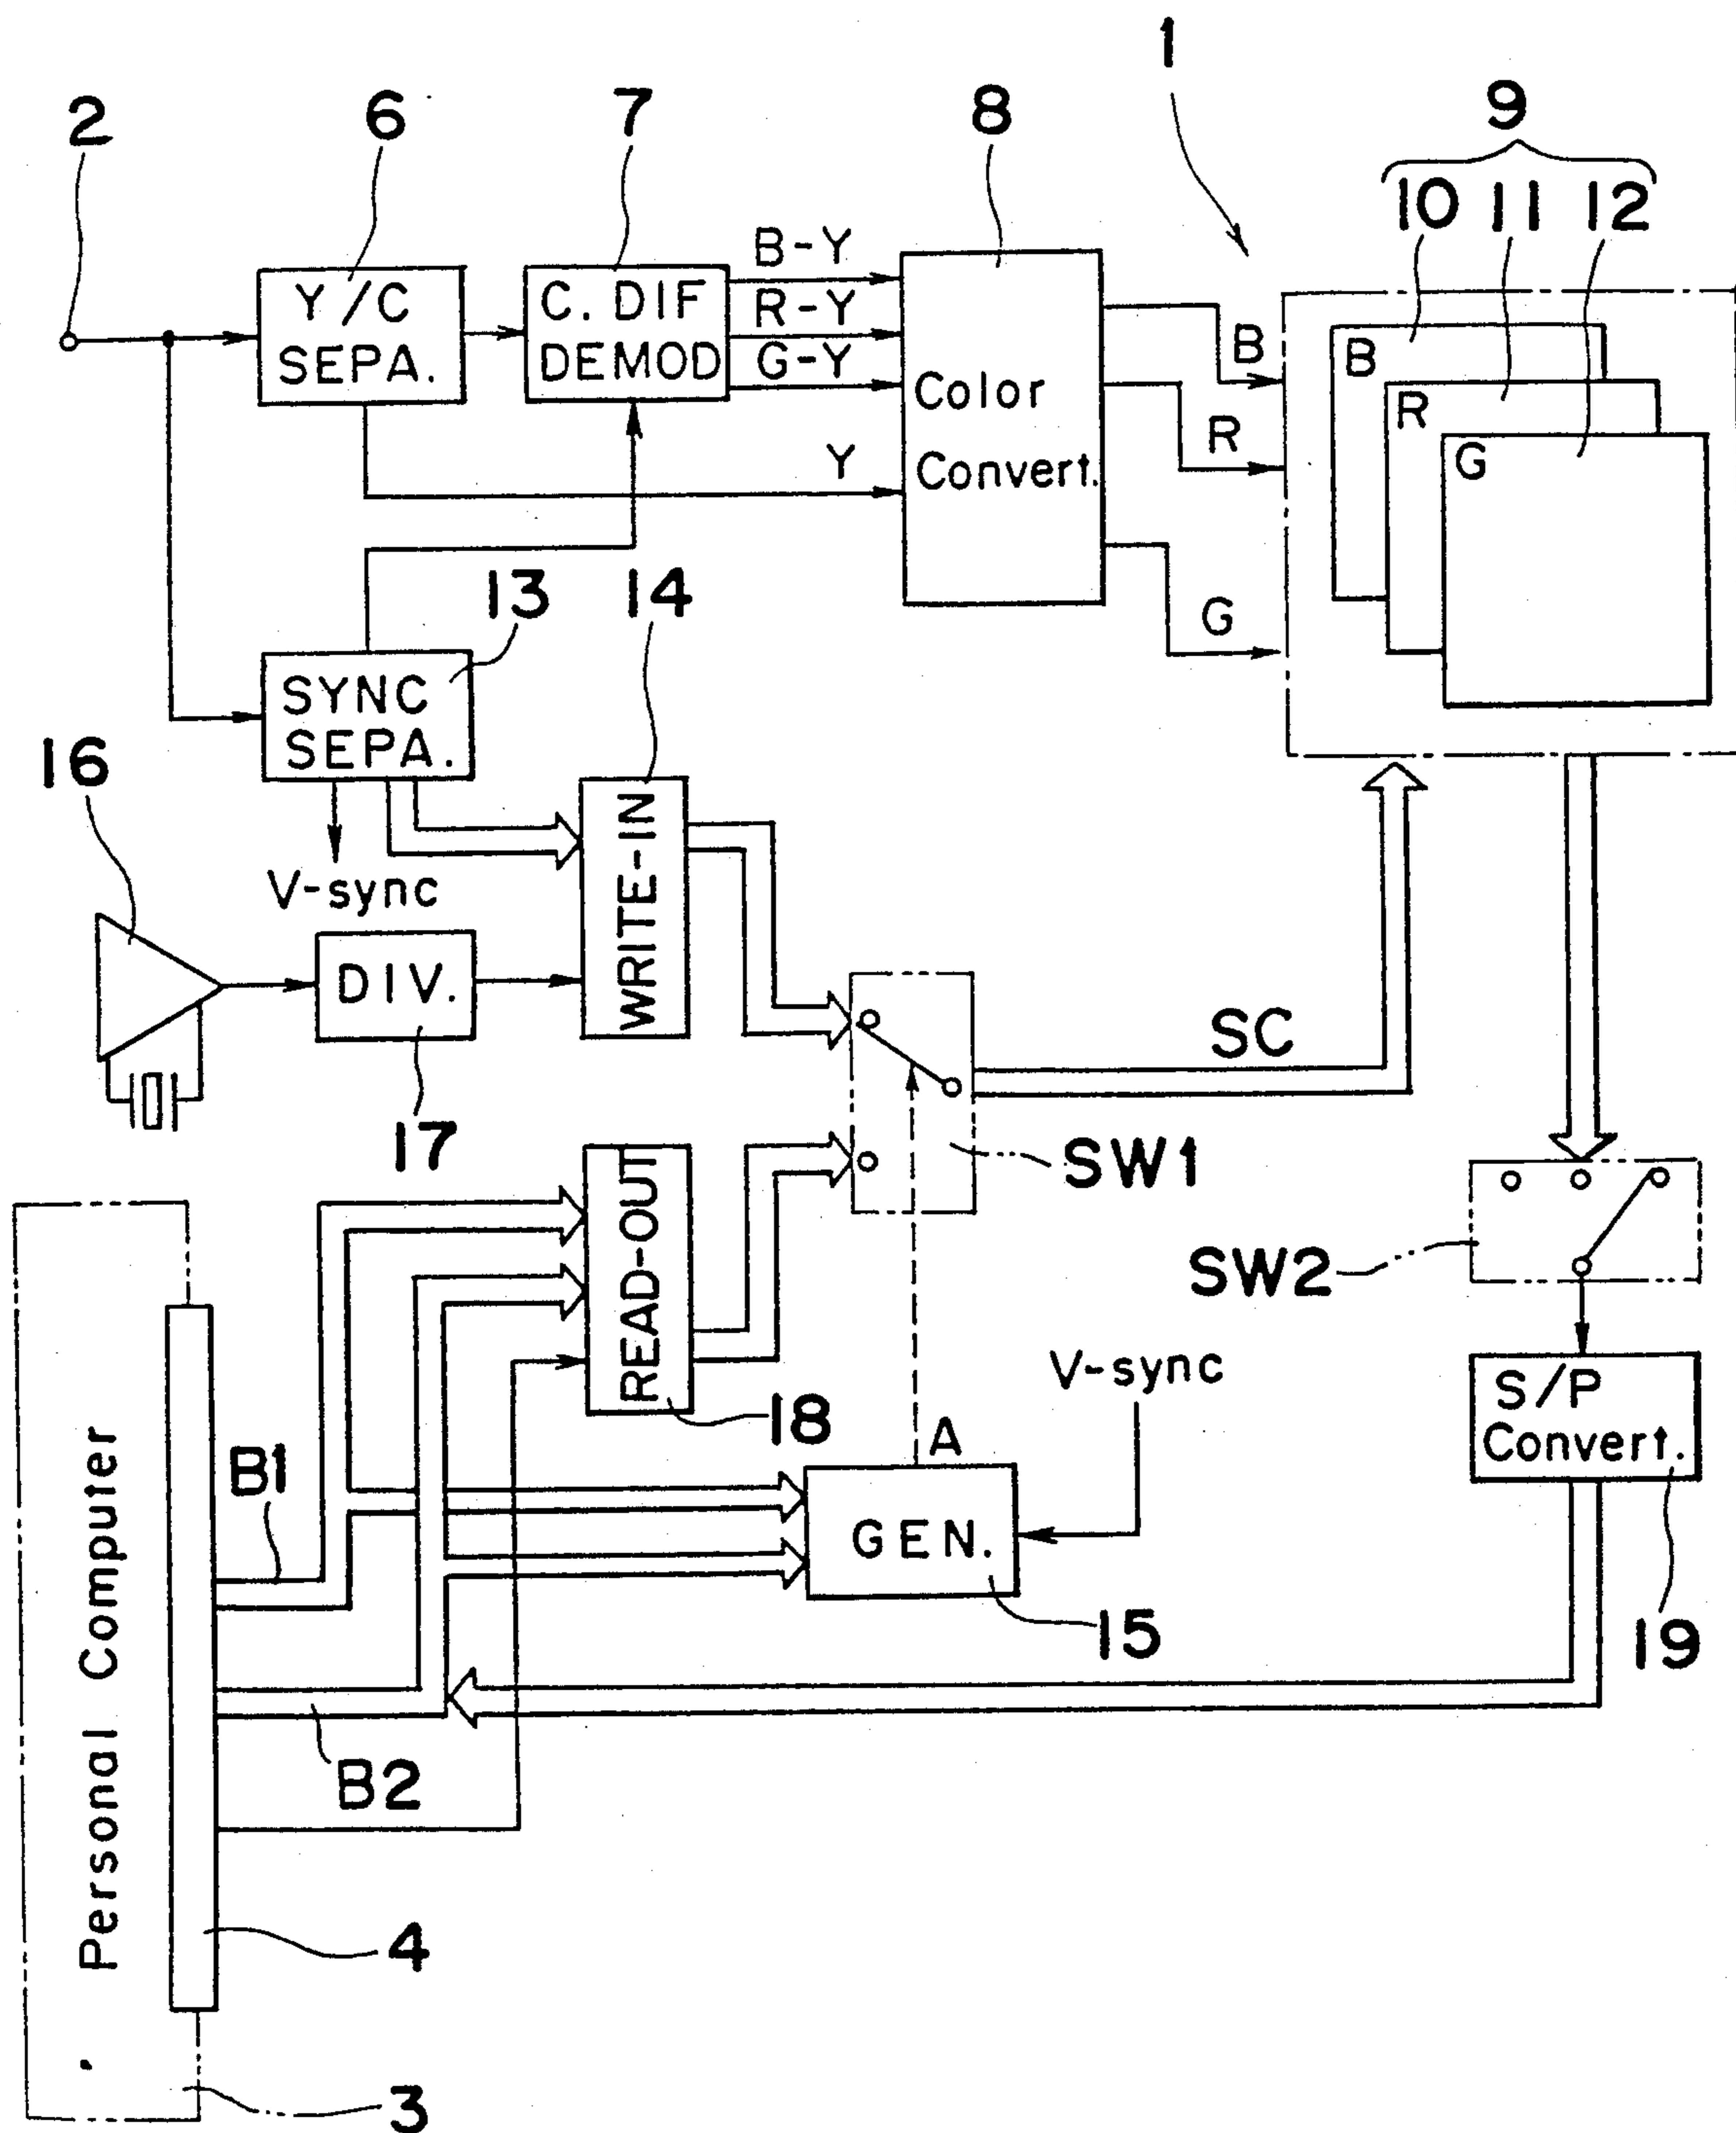 1
2
6
7
8
9
10 11 12
Y/C
SEPA.
C. DIF
DEMOD
B-Y
R-Y
G-Y
Y
Color
Convert.
B
R
G
B
R
G
13
14
SYNC
SEPA.
V-sync
16
DIV.
17
WRITE-IN
SC
SW1
READ-OUT
18
SW2
V-sync
S/P
Convert.
19
A
GEN.
15
B1
B2
Personal Computer
4
3